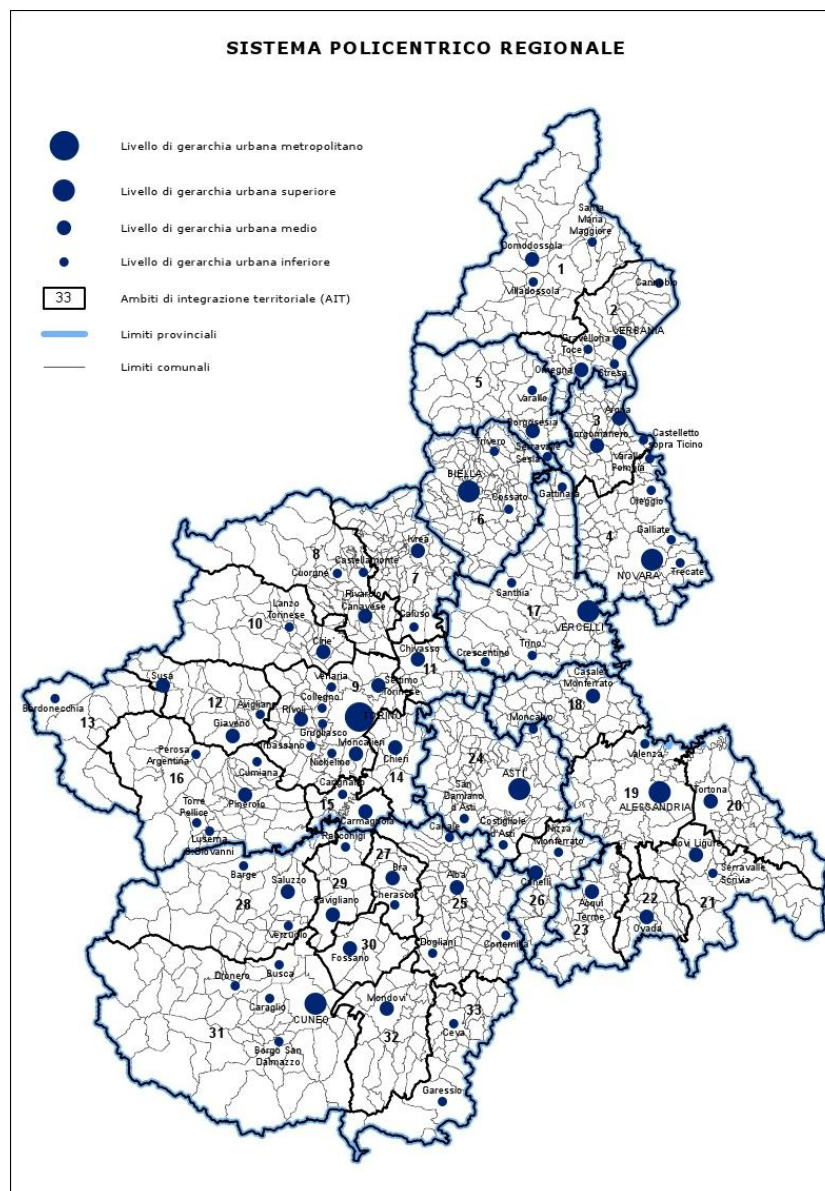 SISTEMA POLICENTRICO REGIONALE
Livello di gerarchia urbana metropolitano
Livello di gerarchia urbana superiore
Livello di gerarchia urbana medio
Livello di gerarchia urbana inferiore
33 Ambiti di integrazione territoriale (AIT)
Limiti provinciali
Limiti comunali
Santa
Maria
Maggiore
Domodossola
1
Villadossola
Cannobio
2
VERBANIA
Gravellona
Toce
Omegna
Stresa
5
Varallo
3
Arona
Borgosesia
Borgomanero
Castelletto
sopra Ticino
Trivero
Serravalle
Sesia
Varallo
Pombia
BIELLA
Gattinara
Oleggio
Cossato
6
4
Galliate
Ivrea
8
Castellamonte
Cuorgnè
7
NOVARA
Trecate
Rivarolo
Canavese
Santhià
17
Lanzo
Torinese
10
Caluso
VERCELLI
Ciriè
Chivasso
11
Crescentino
Trino
Susa
Venaria
9
Settimo
Torinese
Casale
Monferrato
18
Bardonecchia
13
12
Avigliana
Collegno
Rivoli
TORINO
Giaveno
Grugliasco
Moncalvo
Orbassano
Moncalieri
Nichelino
Chieri
14
24
Valenza
16
Perosa
Argentina
Cumiana
ASTI
19
ALESSANDRIA
Tortona
20
Pinerolo
Carignano
15
San
Damiano
d'Asti
Torre
Pellice
Carmagnola
Costigliole
d'Asti
Luserna
S.Giovanni
Racconigi
Canale
Nizza
Monferrato
Novi Ligure
Barge
27
Bra
Serravalle
Scrivia
Saluzzo
29
Alba
Canelli
28
Cherasco
25
26
Acqui
Terme
22
21
Savigliano
Ovada
Verzuolo
23
30
Fossano
Dogliani
Cortemilia
Busca
Dronero
Mondovì
33
Caraglio
CUNEO
31
Ceva
32
Borgo San
Dalmazzo
Garessio